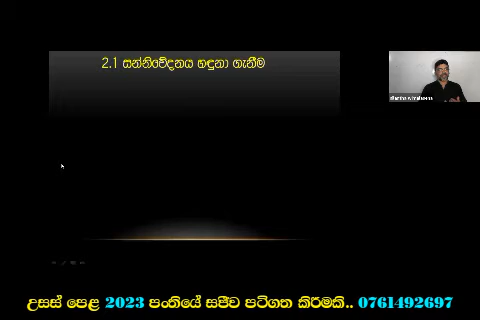 2.1 සන්නිවේදනය හඳුනා ගැනීම
උසස් පෙළ 2023 පංතියේ සජීව පටිගත කිරීමකි.. 0761492697